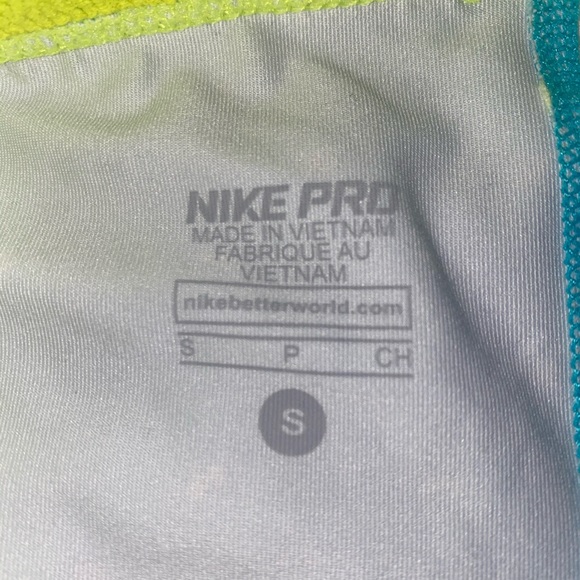 NIKE PRO
MADE IN VIETNAM
FABRIQUE AU
VIETNAM
nikebetterworld.com
S P CH
S